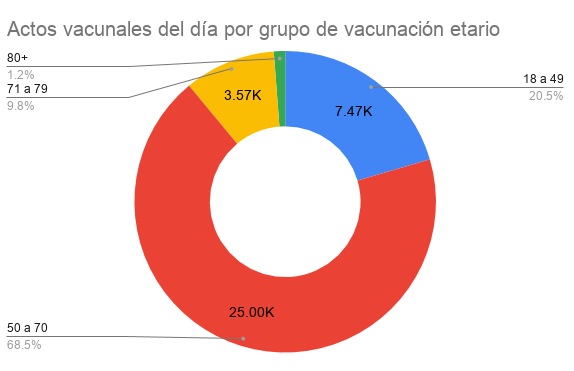 Actos vacunales del día por grupo de vacunación etario
80+
1.2%
71 a 79
9.8%
18 a 49
20.5%
3.57K
7.47K
25.00K
50 a 70
68.5%